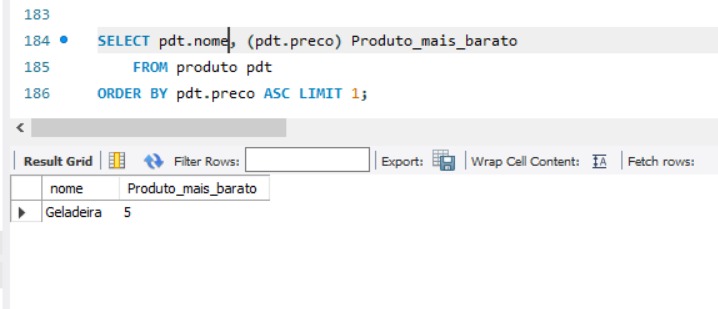 183
184 SELECT pdt.nome, (pdt.preco) Produto_mais_barato
185 FROM produto pdt
186 ORDER BY pdt.preco ASC LIMIT 1;
Result Grid Filter Rows: Export: Wrap Cell Content: IA Fetch rows:
nome Produto_mais_barato
Geladeira 5